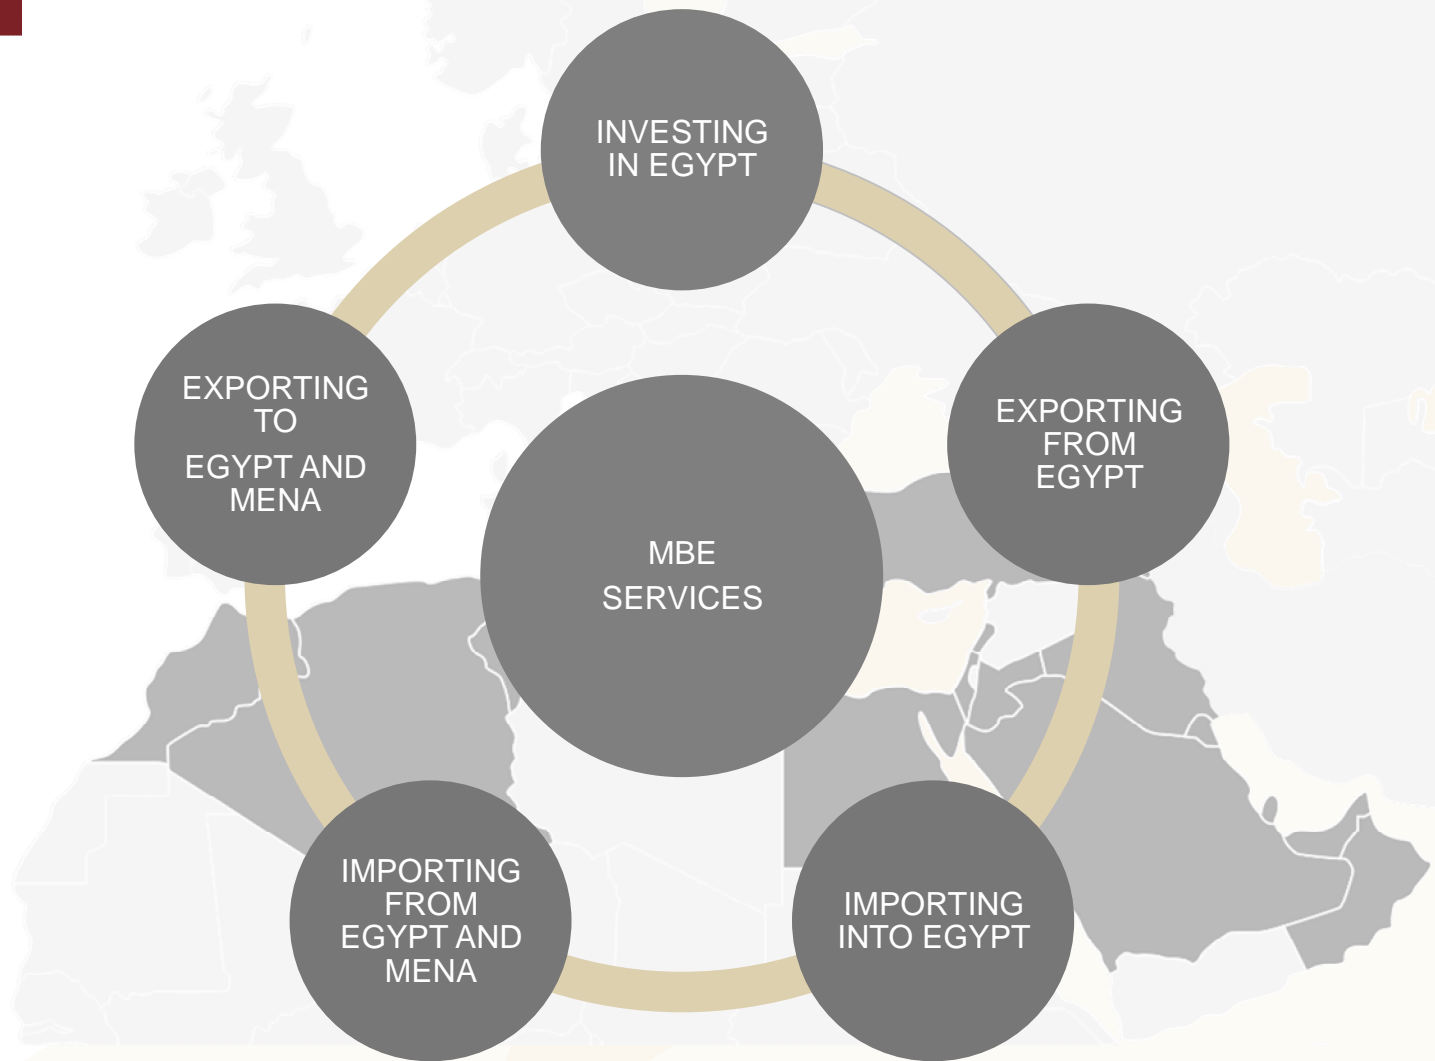 INVESTING
IN EGYPT
EXPORTING
TO
EGYPT AND
MENA
EXPORTING
FROM
EGYPT
MBE
SERVICES
IMPORTING
FROM
EGYPT AND
MENA
IMPORTING
INTO EGYPT